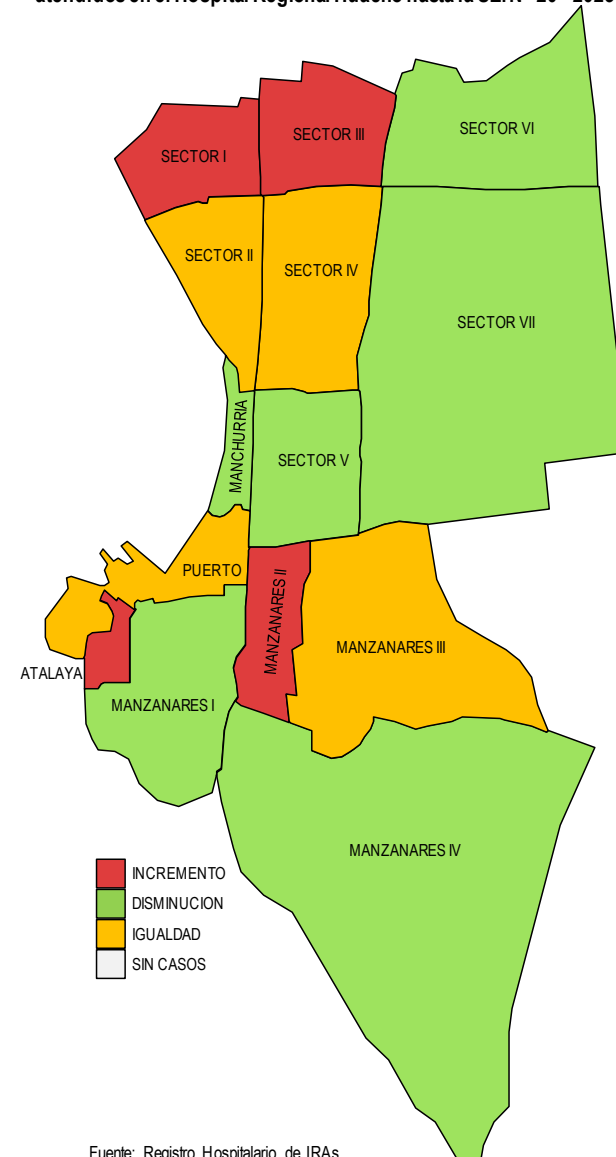 SECTOR I
SECTOR III
SECTOR VI
SECTOR II
SECTOR IV
SECTOR VII
MANCHURRIA
SECTOR V
PUERTO
MANZANARES II
MANZANARES III
ATALAYA
MANZANARES I
MANZANARES IV
INCREMENTO
DISMINUCION
IGUALDAD
SIN CASOS
Fuente: Registro Hospitalario de IRAs